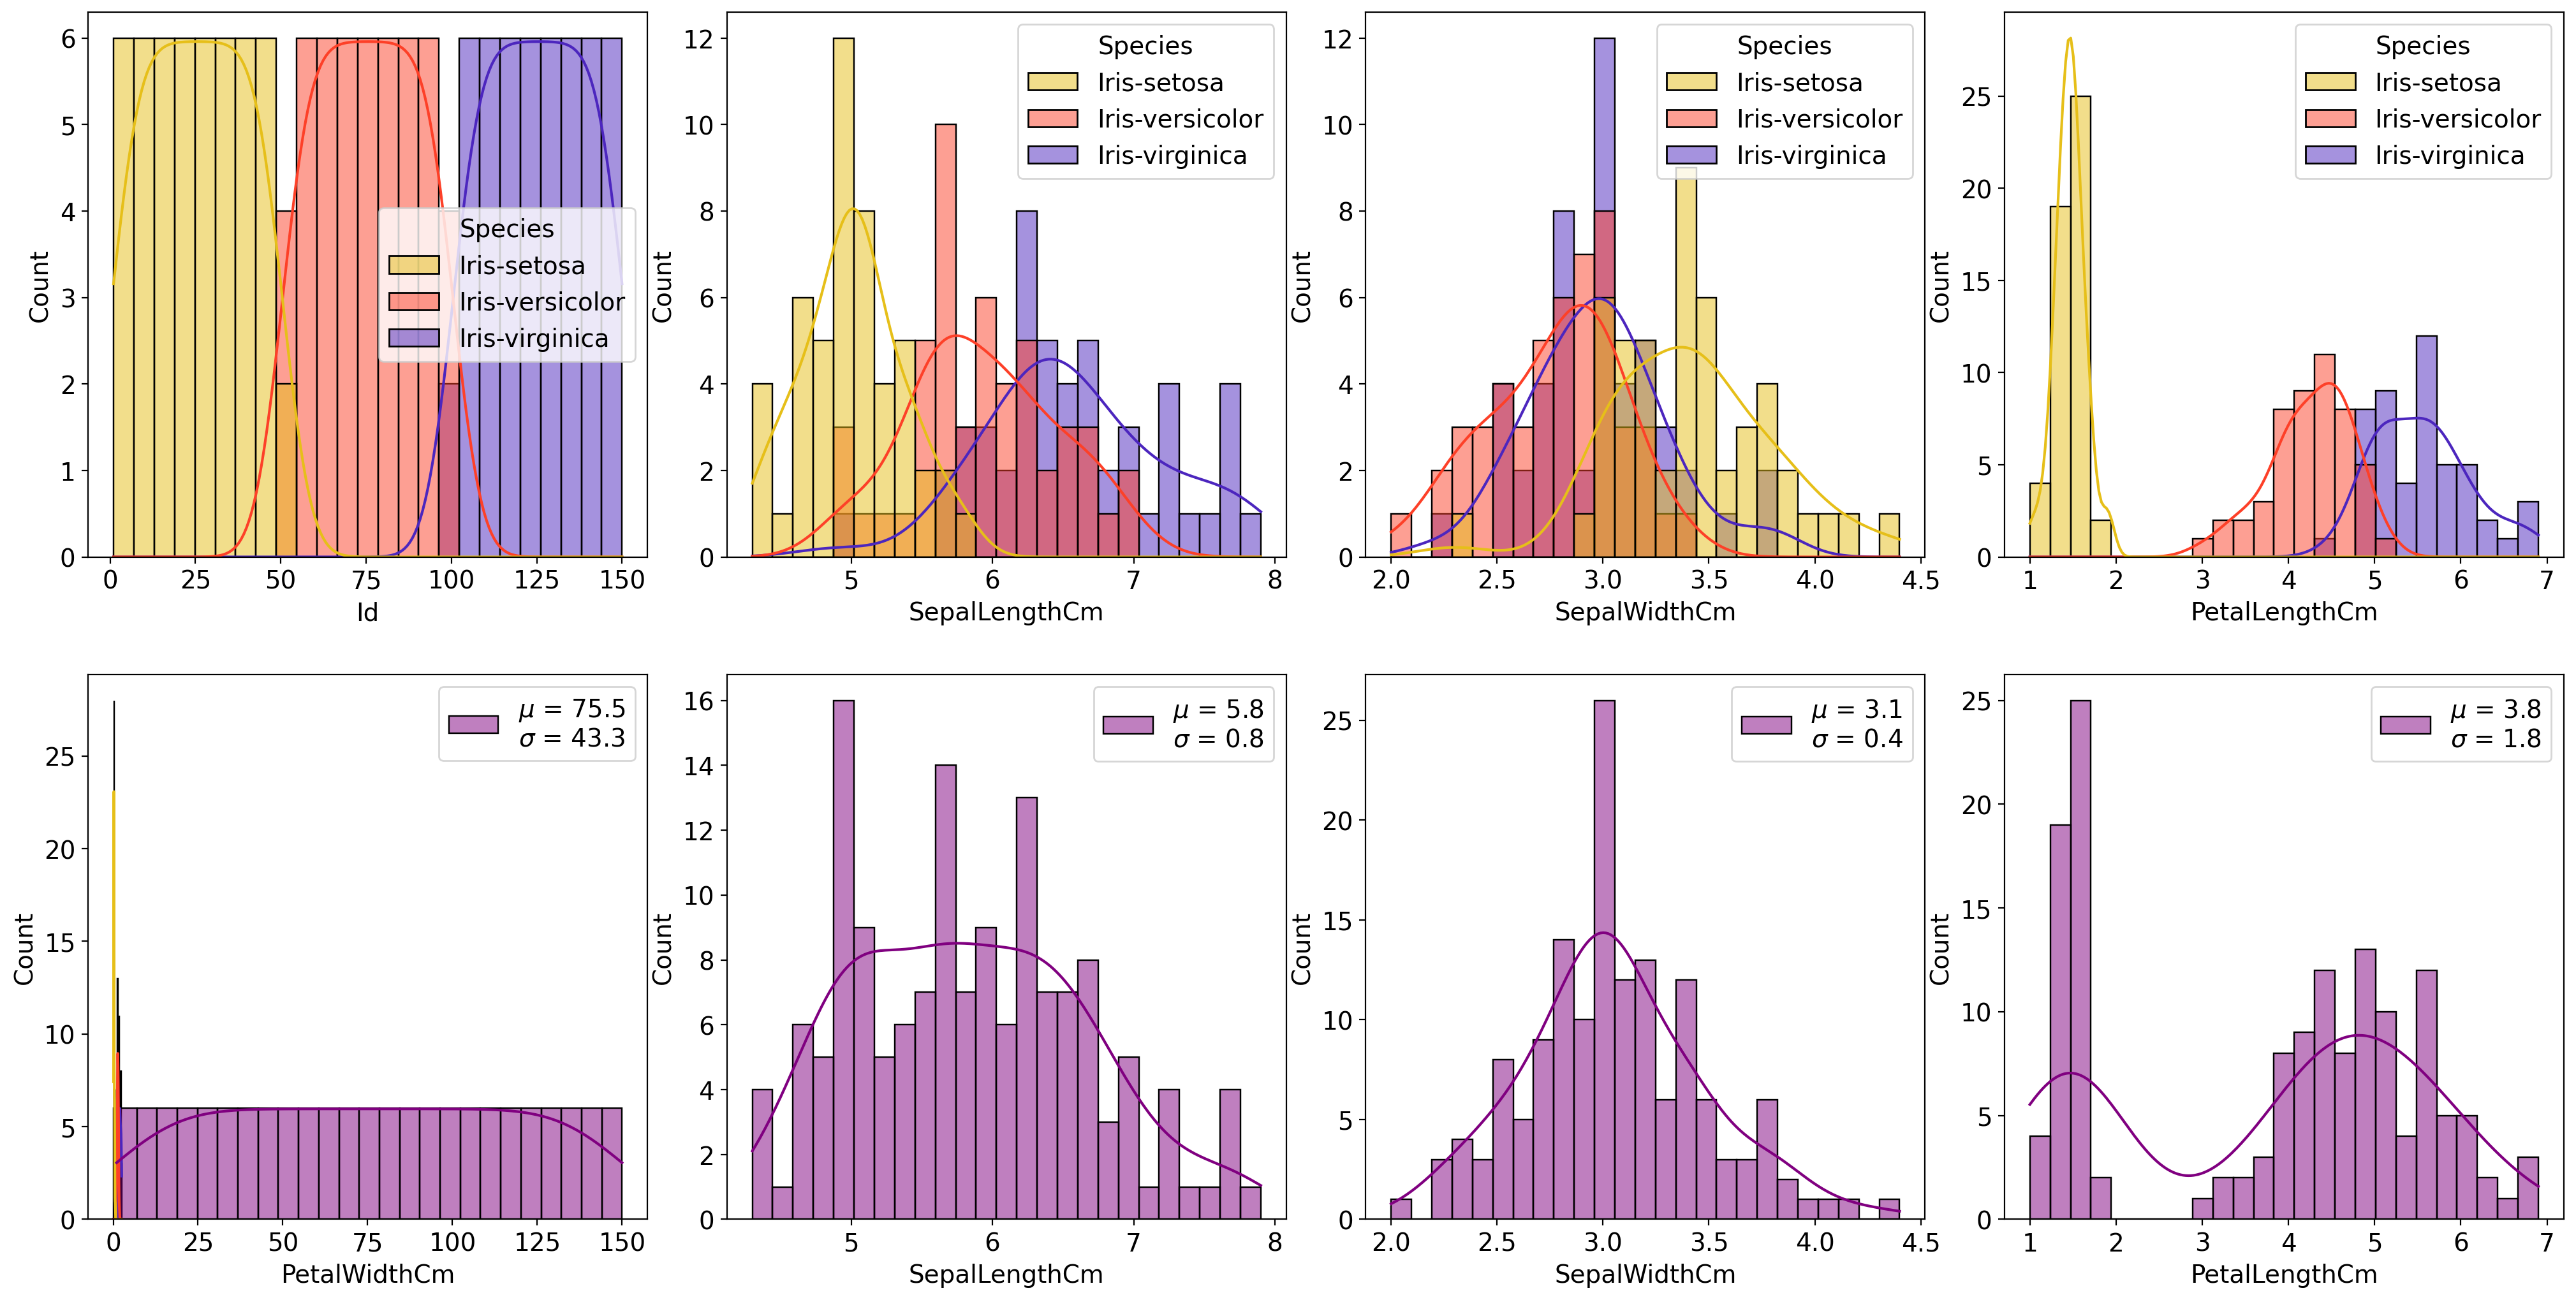 Count
6
5
4
3
2
1
0
Species
Iris-setosa
Iris-versicolor
Iris-virginica
0 25 50 75 100 125 150
Id
Count
12
10
8
6
4
2
0
Species
Iris-setosa
Iris-versicolor
Iris-virginica
5 6 7 8
SepalLengthCm
Count
12
10
8
6
4
2
0
Species
Iris-setosa
Iris-versicolor
Iris-virginica
2.0 2.5 3.0 3.5 4.0 4.5
SepalWidthCm
Count
25
20
15
10
5
0
Species
Iris-setosa
Iris-versicolor
Iris-virginica
1 2 3 4 5 6 7
PetalLengthCm
Count
25
20
15
10
5
0
μ = 75.5
σ = 43.3
0 25 50 75 100 125 150
PetalWidthCm
Count
16
14
12
10
8
6
4
2
0
μ = 5.8
σ = 0.8
5 6 7 8
SepalLengthCm
Count
25
20
15
10
5
0
μ = 3.1
σ = 0.4
2.0 2.5 3.0 3.5 4.0 4.5
SepalWidthCm
Count
25
20
15
10
5
0
μ = 3.8
σ = 1.8
1 2 3 4 5 6 7
PetalLengthCm